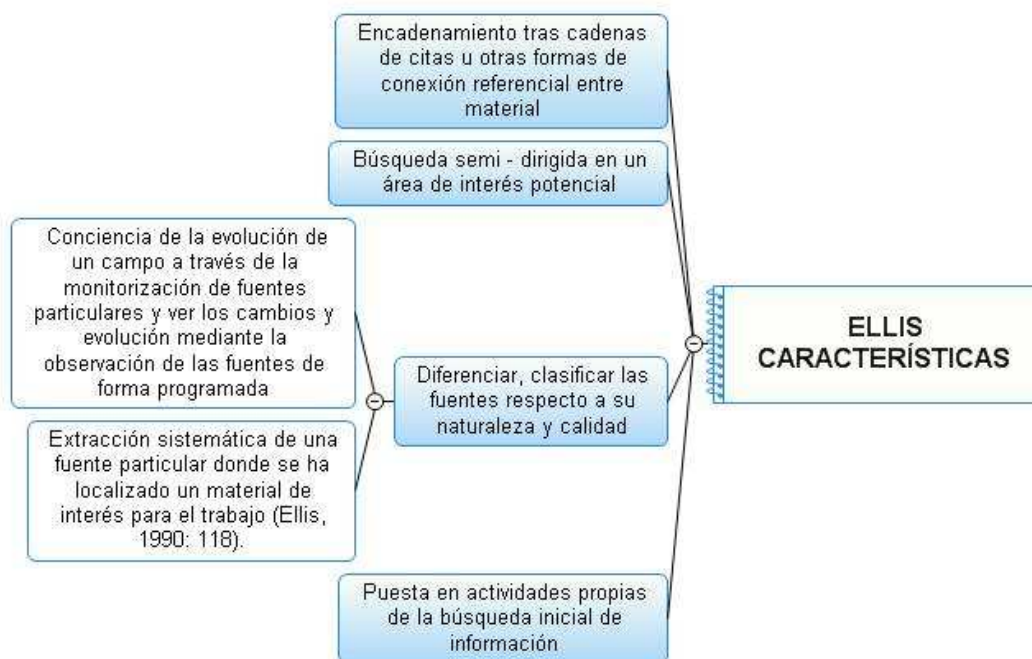 Encadenamiento tras cadenas
de citas u otras formas de
conexión referencial entre
material
Búsqueda semi - dirigida en un
área de interés potencial
Conciencia de la evolución de
un campo a través de la
monitorización de fuentes
particulares y ver los cambios y
evolución mediante la
observación de las fuentes de
forma programada
Extracción sistemática de una
fuente particular donde se ha
localizado un material de
interés para el trabajo (Ellis,
1990: 118).
Diferenciar, clasificar las
fuentes respecto a su
naturaleza y calidad
Puesta en actividades propias
de la búsqueda inicial de
información
ELLIS
CARACTERÍSTICAS